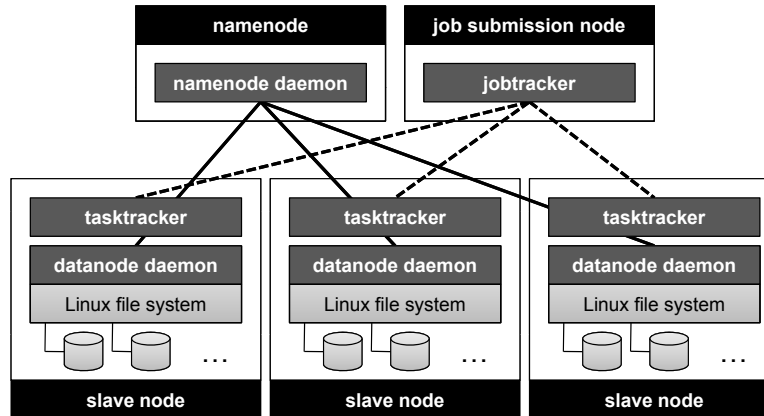 namenode
job submission node
namenode daemon
jobtracker
tasktracker
tasktracker
tasktracker
datanode daemon
datanode daemon
datanode daemon
Linux file system
Linux file system
Linux file system
...
...
...
slave node
slave node
slave node